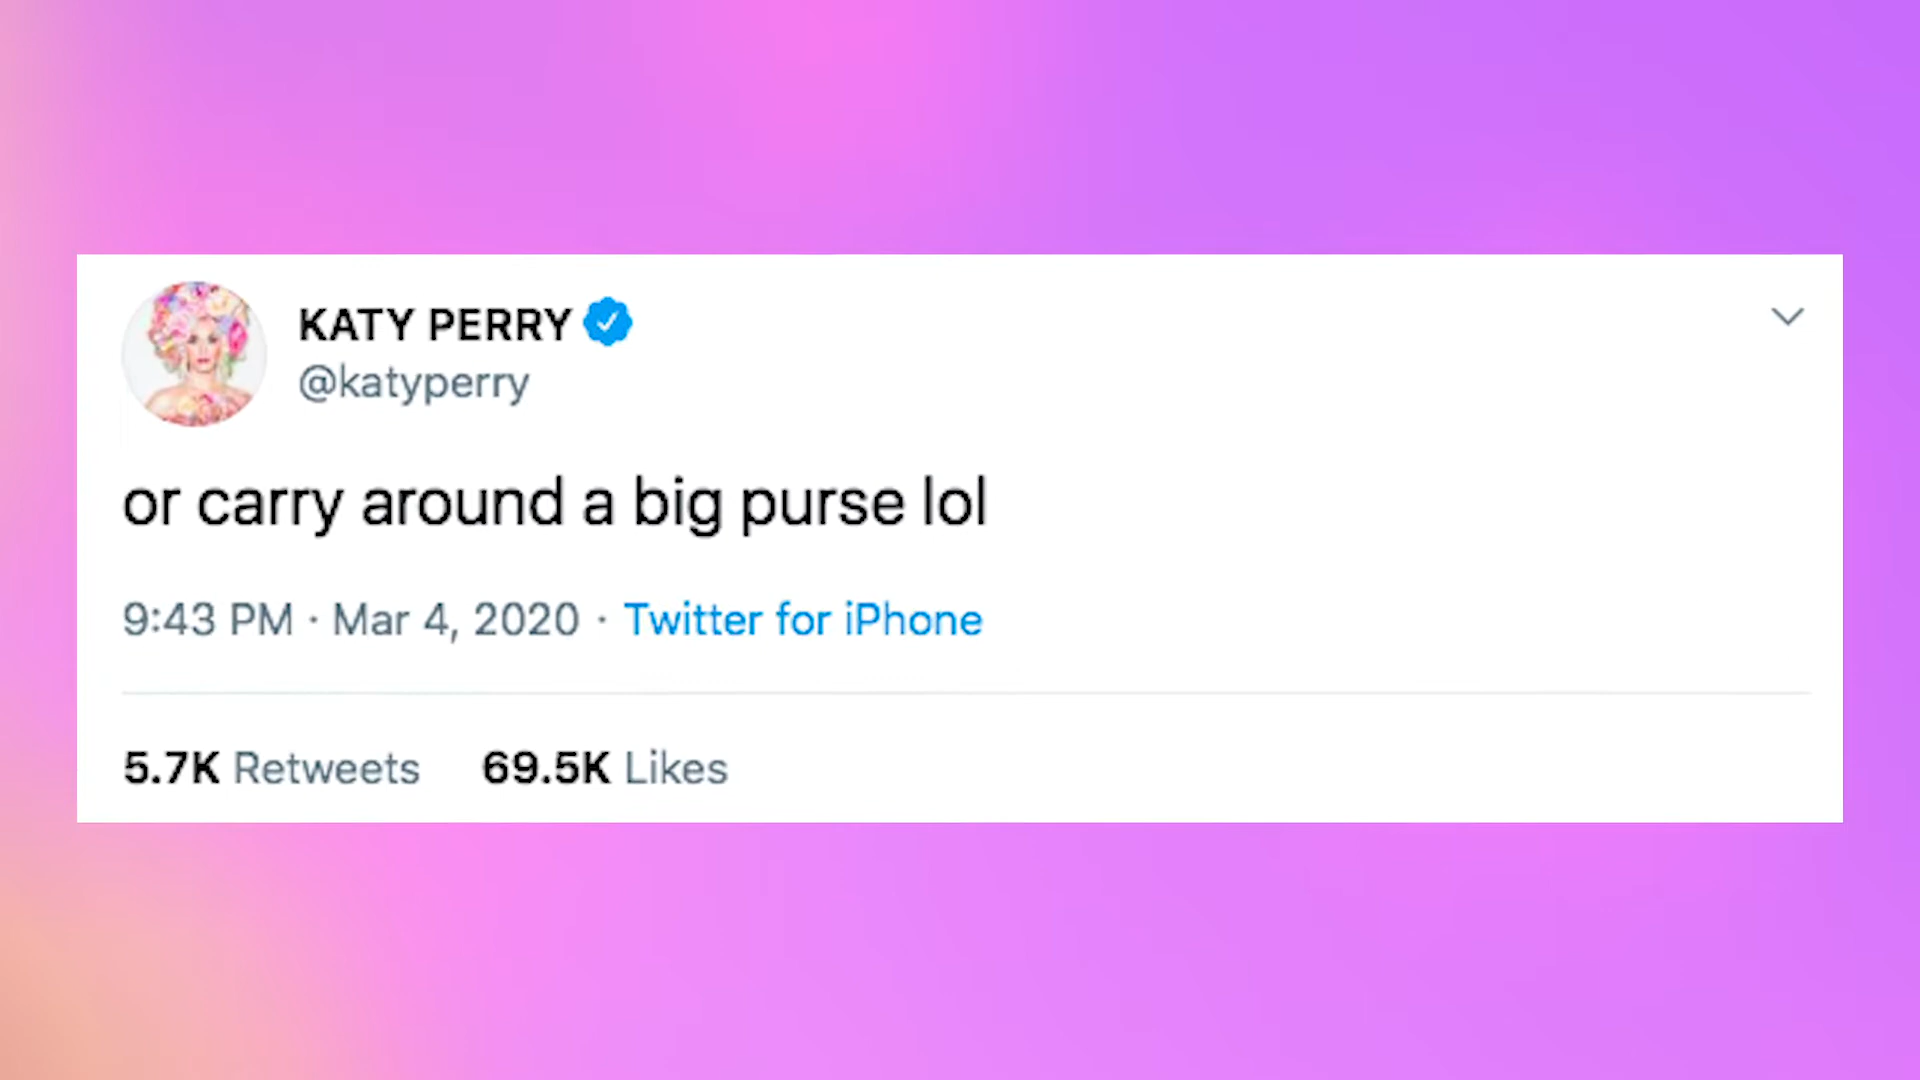 KATY PERRY
@katyperry
or carry around a big purse lol
9:43 PM · Mar 4, 2020 · Twitter for iPhone
5.7K Retweets 69.5K Likes